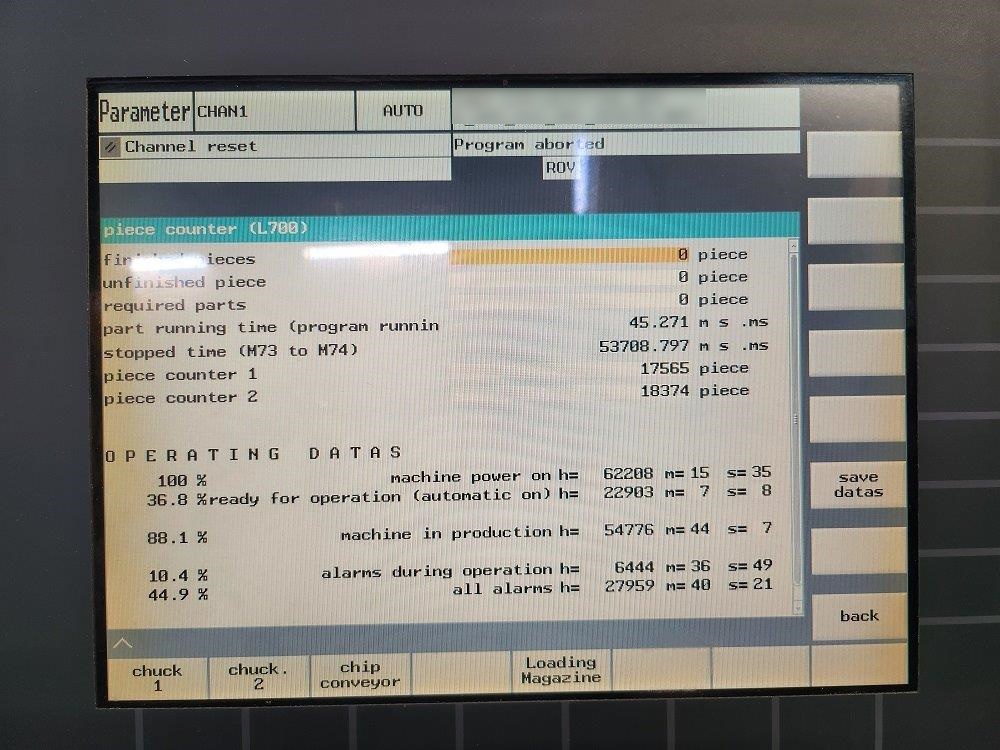 Parameter CHAN1 AUTO
Channel reset Program aborted
ROV
piece counter (L700)
finished pieces 0 piece
unfinished piece 0 piece
required parts 0 piece
part running time (program runnin 45.271 m s .ms
stopped time (M73 to M74) 53708.797 m s .ms
piece counter 1 17565 piece
piece counter 2 18374 piece
OPERATING DATAS
100 % machine power on h= 62208 m= 15 s= 35
36.8 % ready for operation (automatic on) h= 22903 m= 7 s= 8
88.1 % machine in production h= 54776 m= 44 s= 7
10.4 % alarms during operation h= 6444 m= 36 s= 49
44.9 % all alarms h= 27959 m= 40 s= 21
save
datas
back
chuck
1
chuck.
2
chip
conveyor
Loading
Magazine